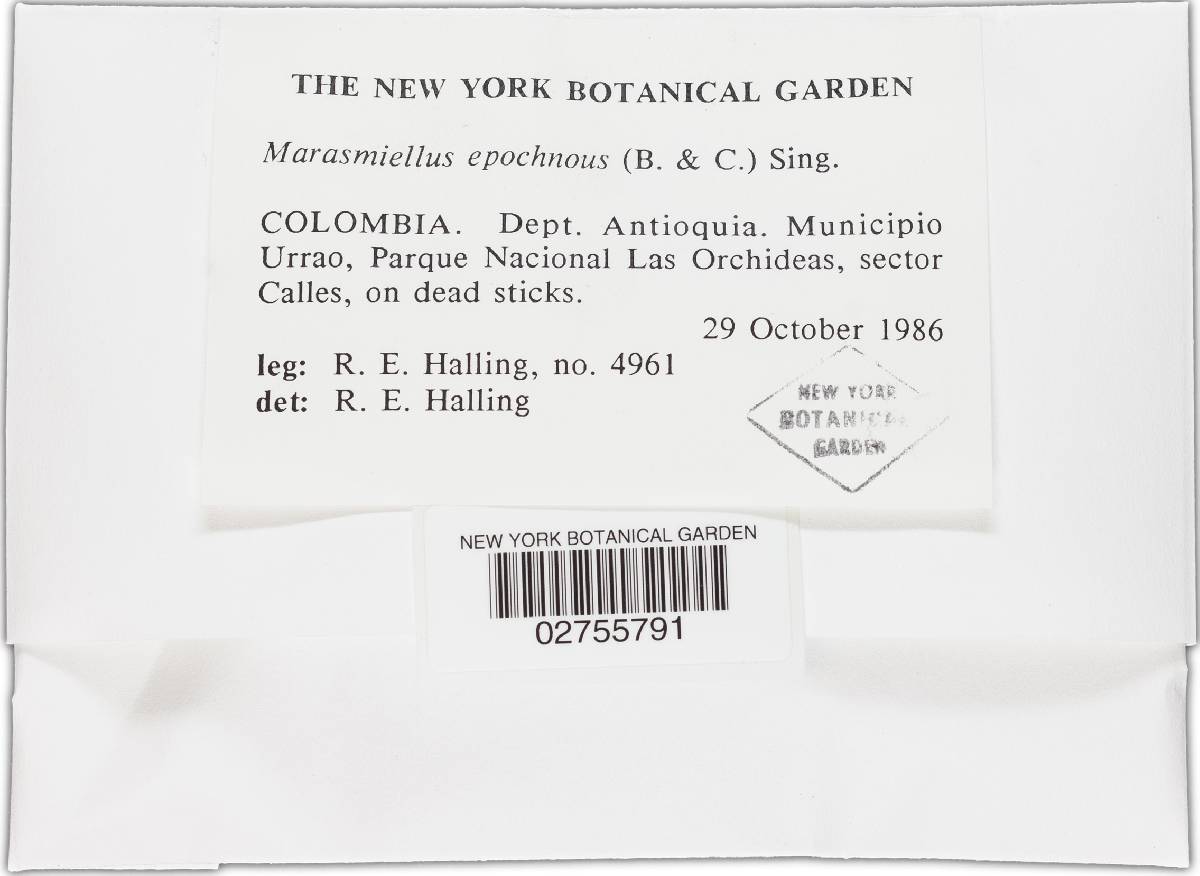 THE NEW YORK BOTANICAL GARDEN
Marasmiellus epochnous (B. & C.) Sing.
COLOMBIA. Dept. Antioquia. Municipio
Urrao, Parque Nacional Las Orchideas, sector
Calles, on dead sticks.
29 October 1986
leg: R. E. Halling, no. 4961
det: R. E. Halling
NEW YORK
BOTANICAL
GARDEN
NEW YORK BOTANICAL GARDEN
02755791